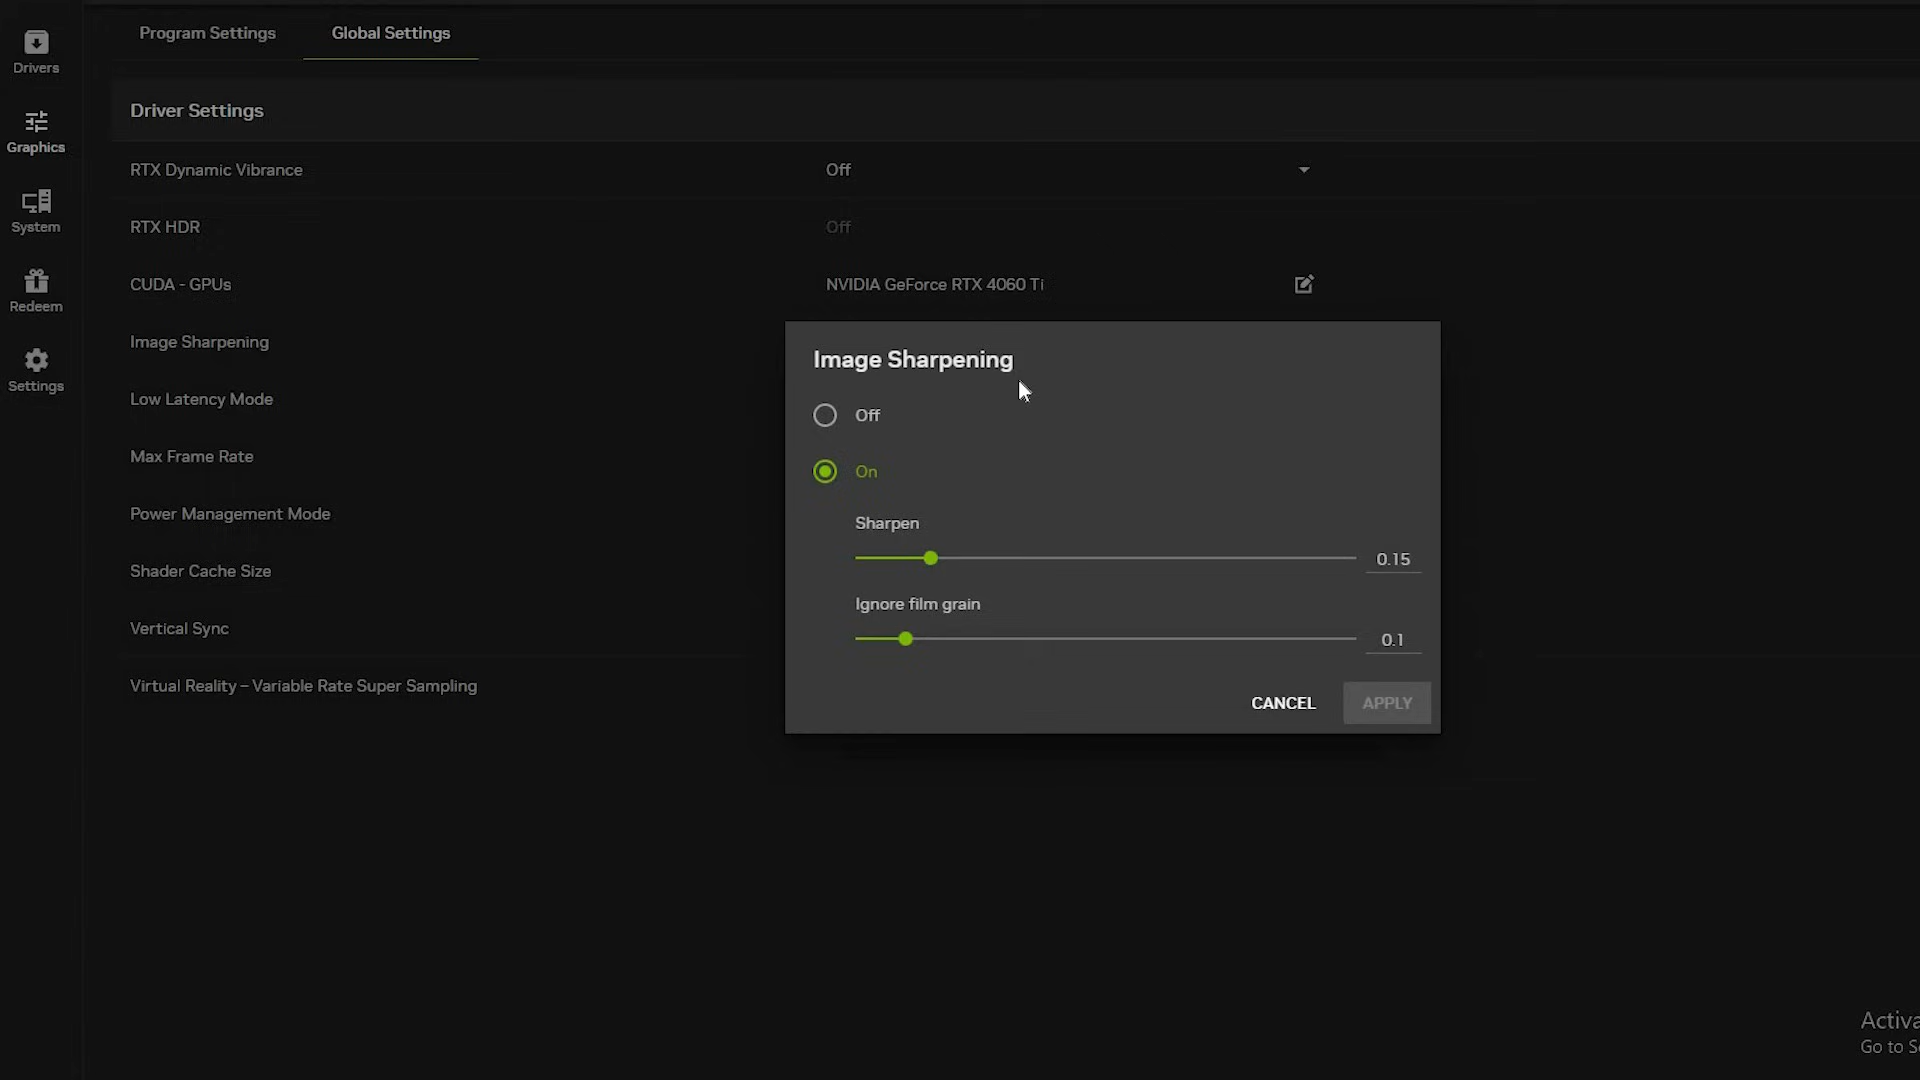 Program Settings
Global Settings
Drivers
Graphics
System
Redeem
Settings
Driver Settings
RTX Dynamic Vibrance
Off
RTX HDR
Off
CUDA - GPUs
NVIDIA GeForce RTX 4060 Ti
Image Sharpening
Low Latency Mode
Max Frame Rate
Power Management Mode
Shader Cache Size
Vertical Sync
Virtual Reality – Variable Rate Super Sampling
Image Sharpening
Off
On
Sharpen
0.15
Ignore film grain
0.1
CANCEL
APPLY
Go to